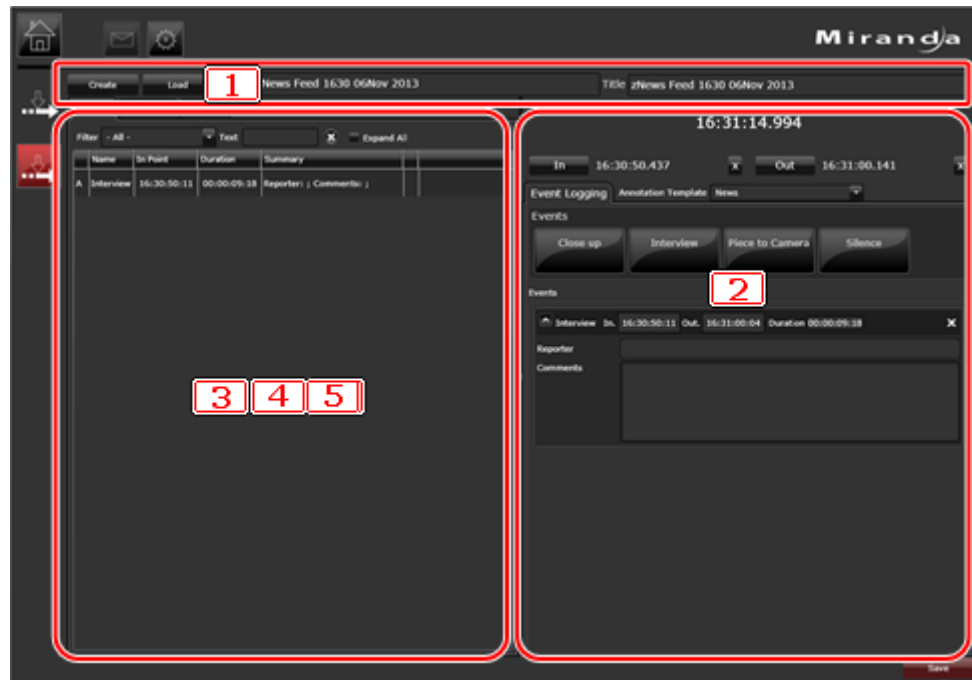 Miranda
Create Load 1 News Feed 1630 06Nov 2013 Title zNews Feed 1630 06Nov 2013
16:31:14.994
Filter - All - Text x Expand All
In 16:30:50.437 x Out 16:31:00.141 x
Name In Point Duration Summary
A Interview 16:30:50:11 00:00:09:18 Reporter: ; Comments: ;
Event Logging Annotation Template News
Events
Close up Interview Piece to Camera Silence
2
Events
Interview In. 16:30:50:11 Out. 16:31:00:04 Duration 00:00:09:18 x
Reporter
Comments
3 4 5
Save